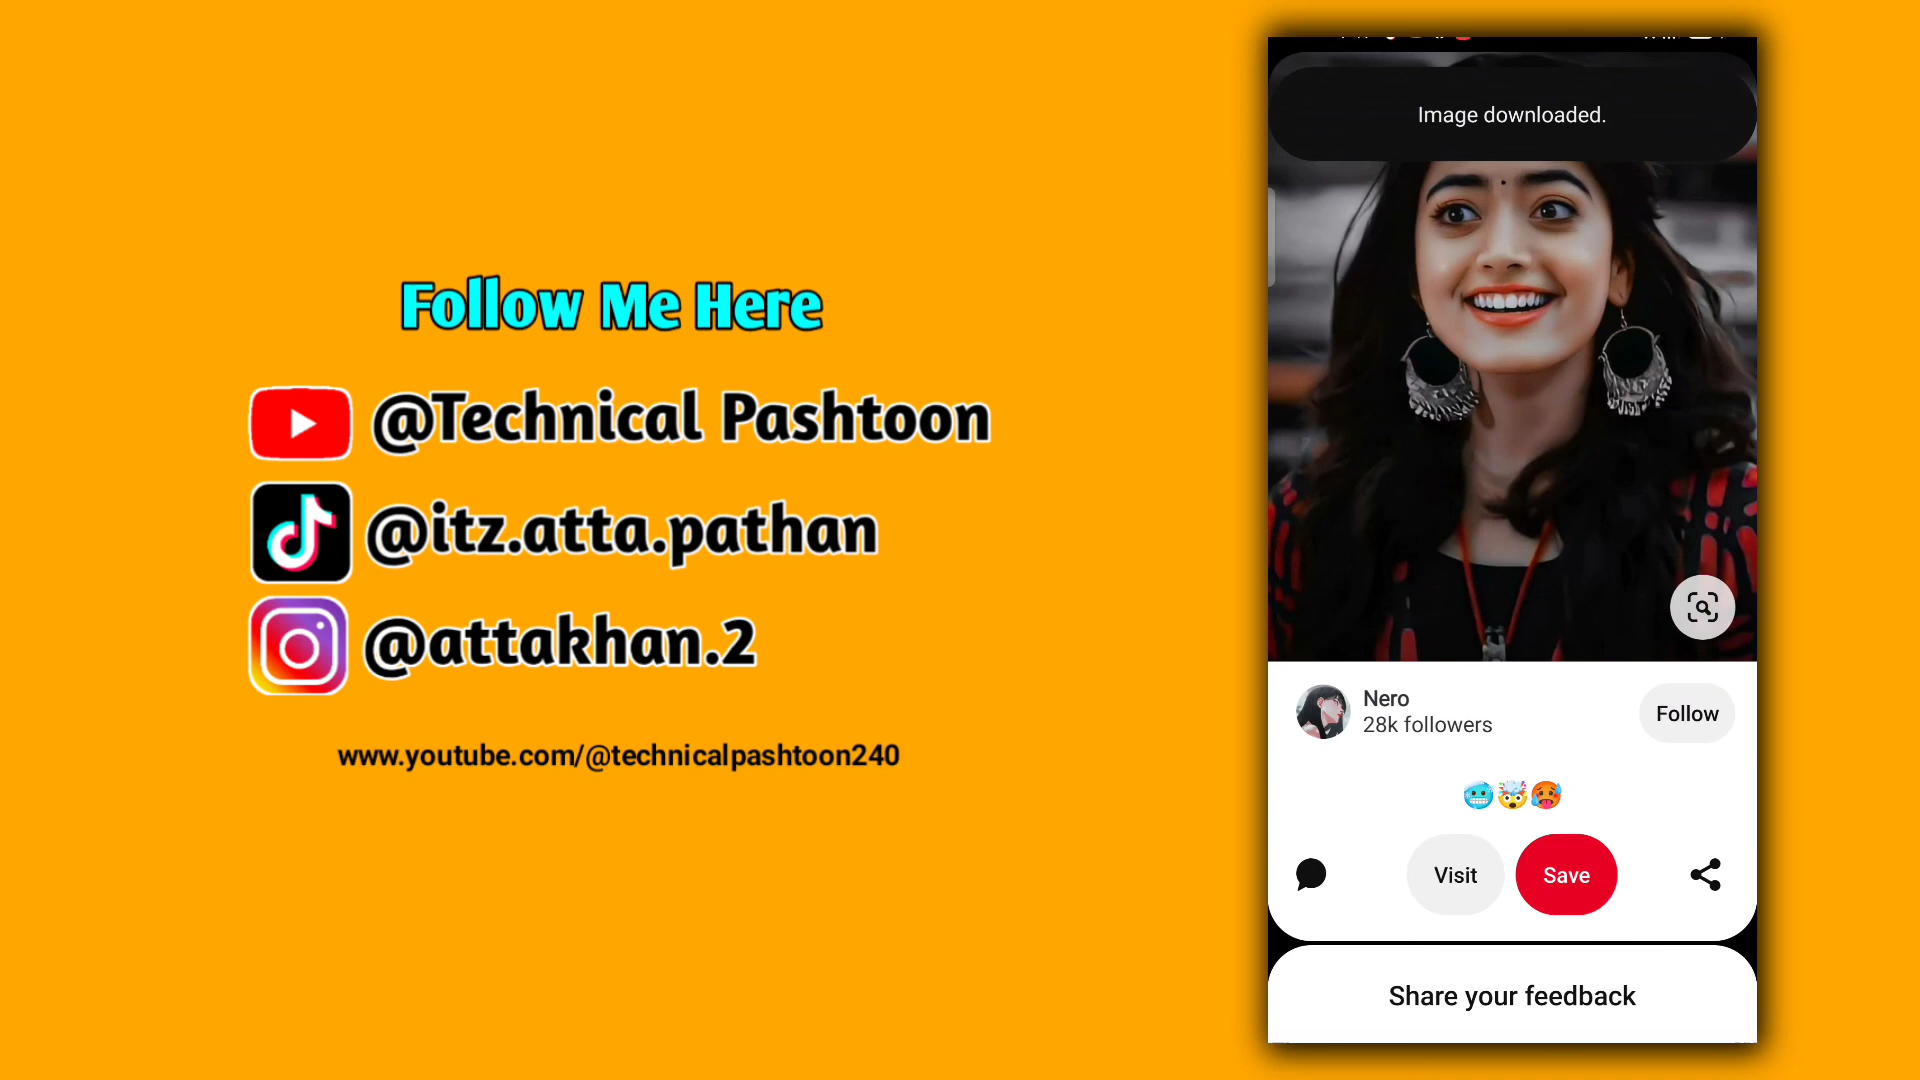 Follow Me Here
@Technical Pashtoon
@itz.atta.pathan
@attakhan.2
www.youtube.com/@technicalpashtoon240
Image downloaded.
Nero
28k followers
Follow
🥶🤯🥵
Visit
Save
Share your feedback